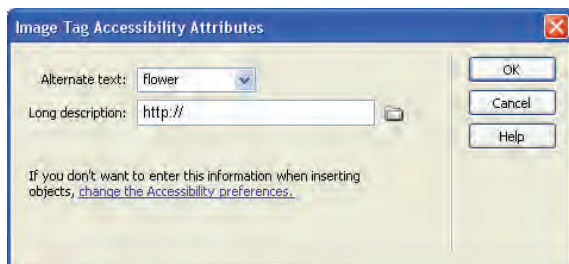 Image Tag Accessibility Attributes
Alternate text: flower
OK
Long description: http://
Cancel
Help
If you don't want to enter this information when inserting
objects, change the Accessibility preferences.